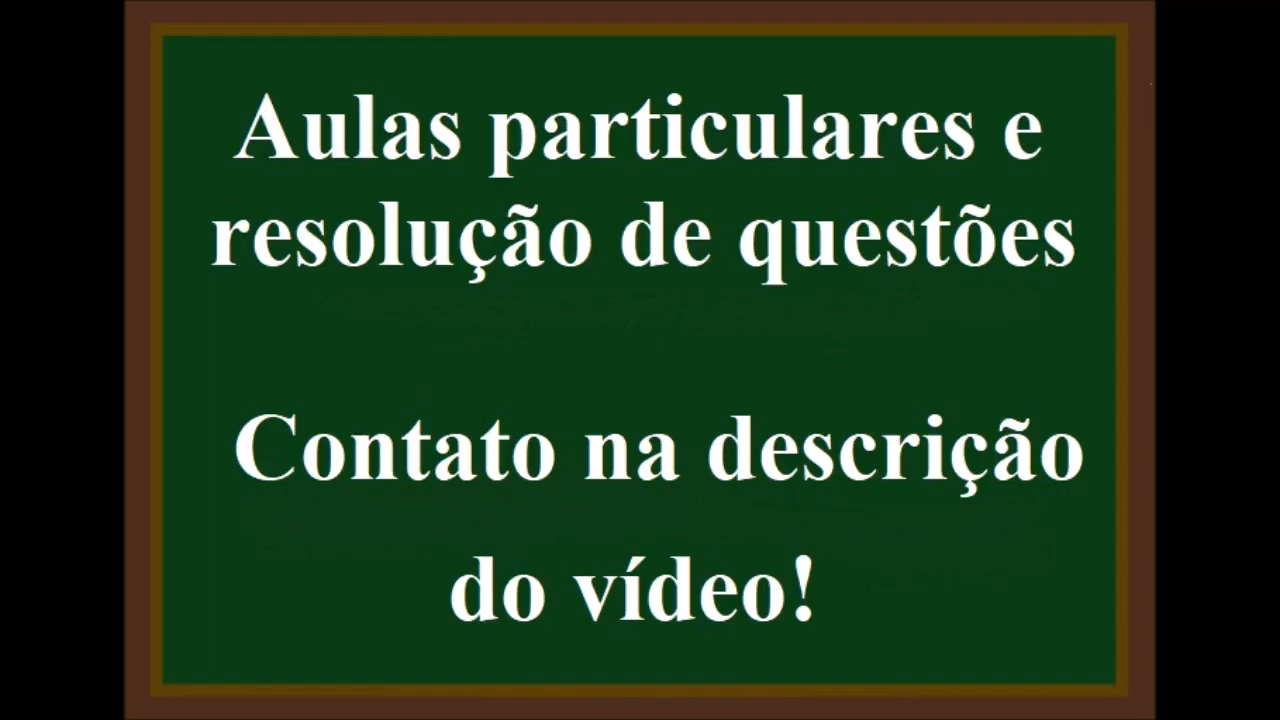 Aulas particulares e
resolução de questões
Contato na descrição
do vídeo!